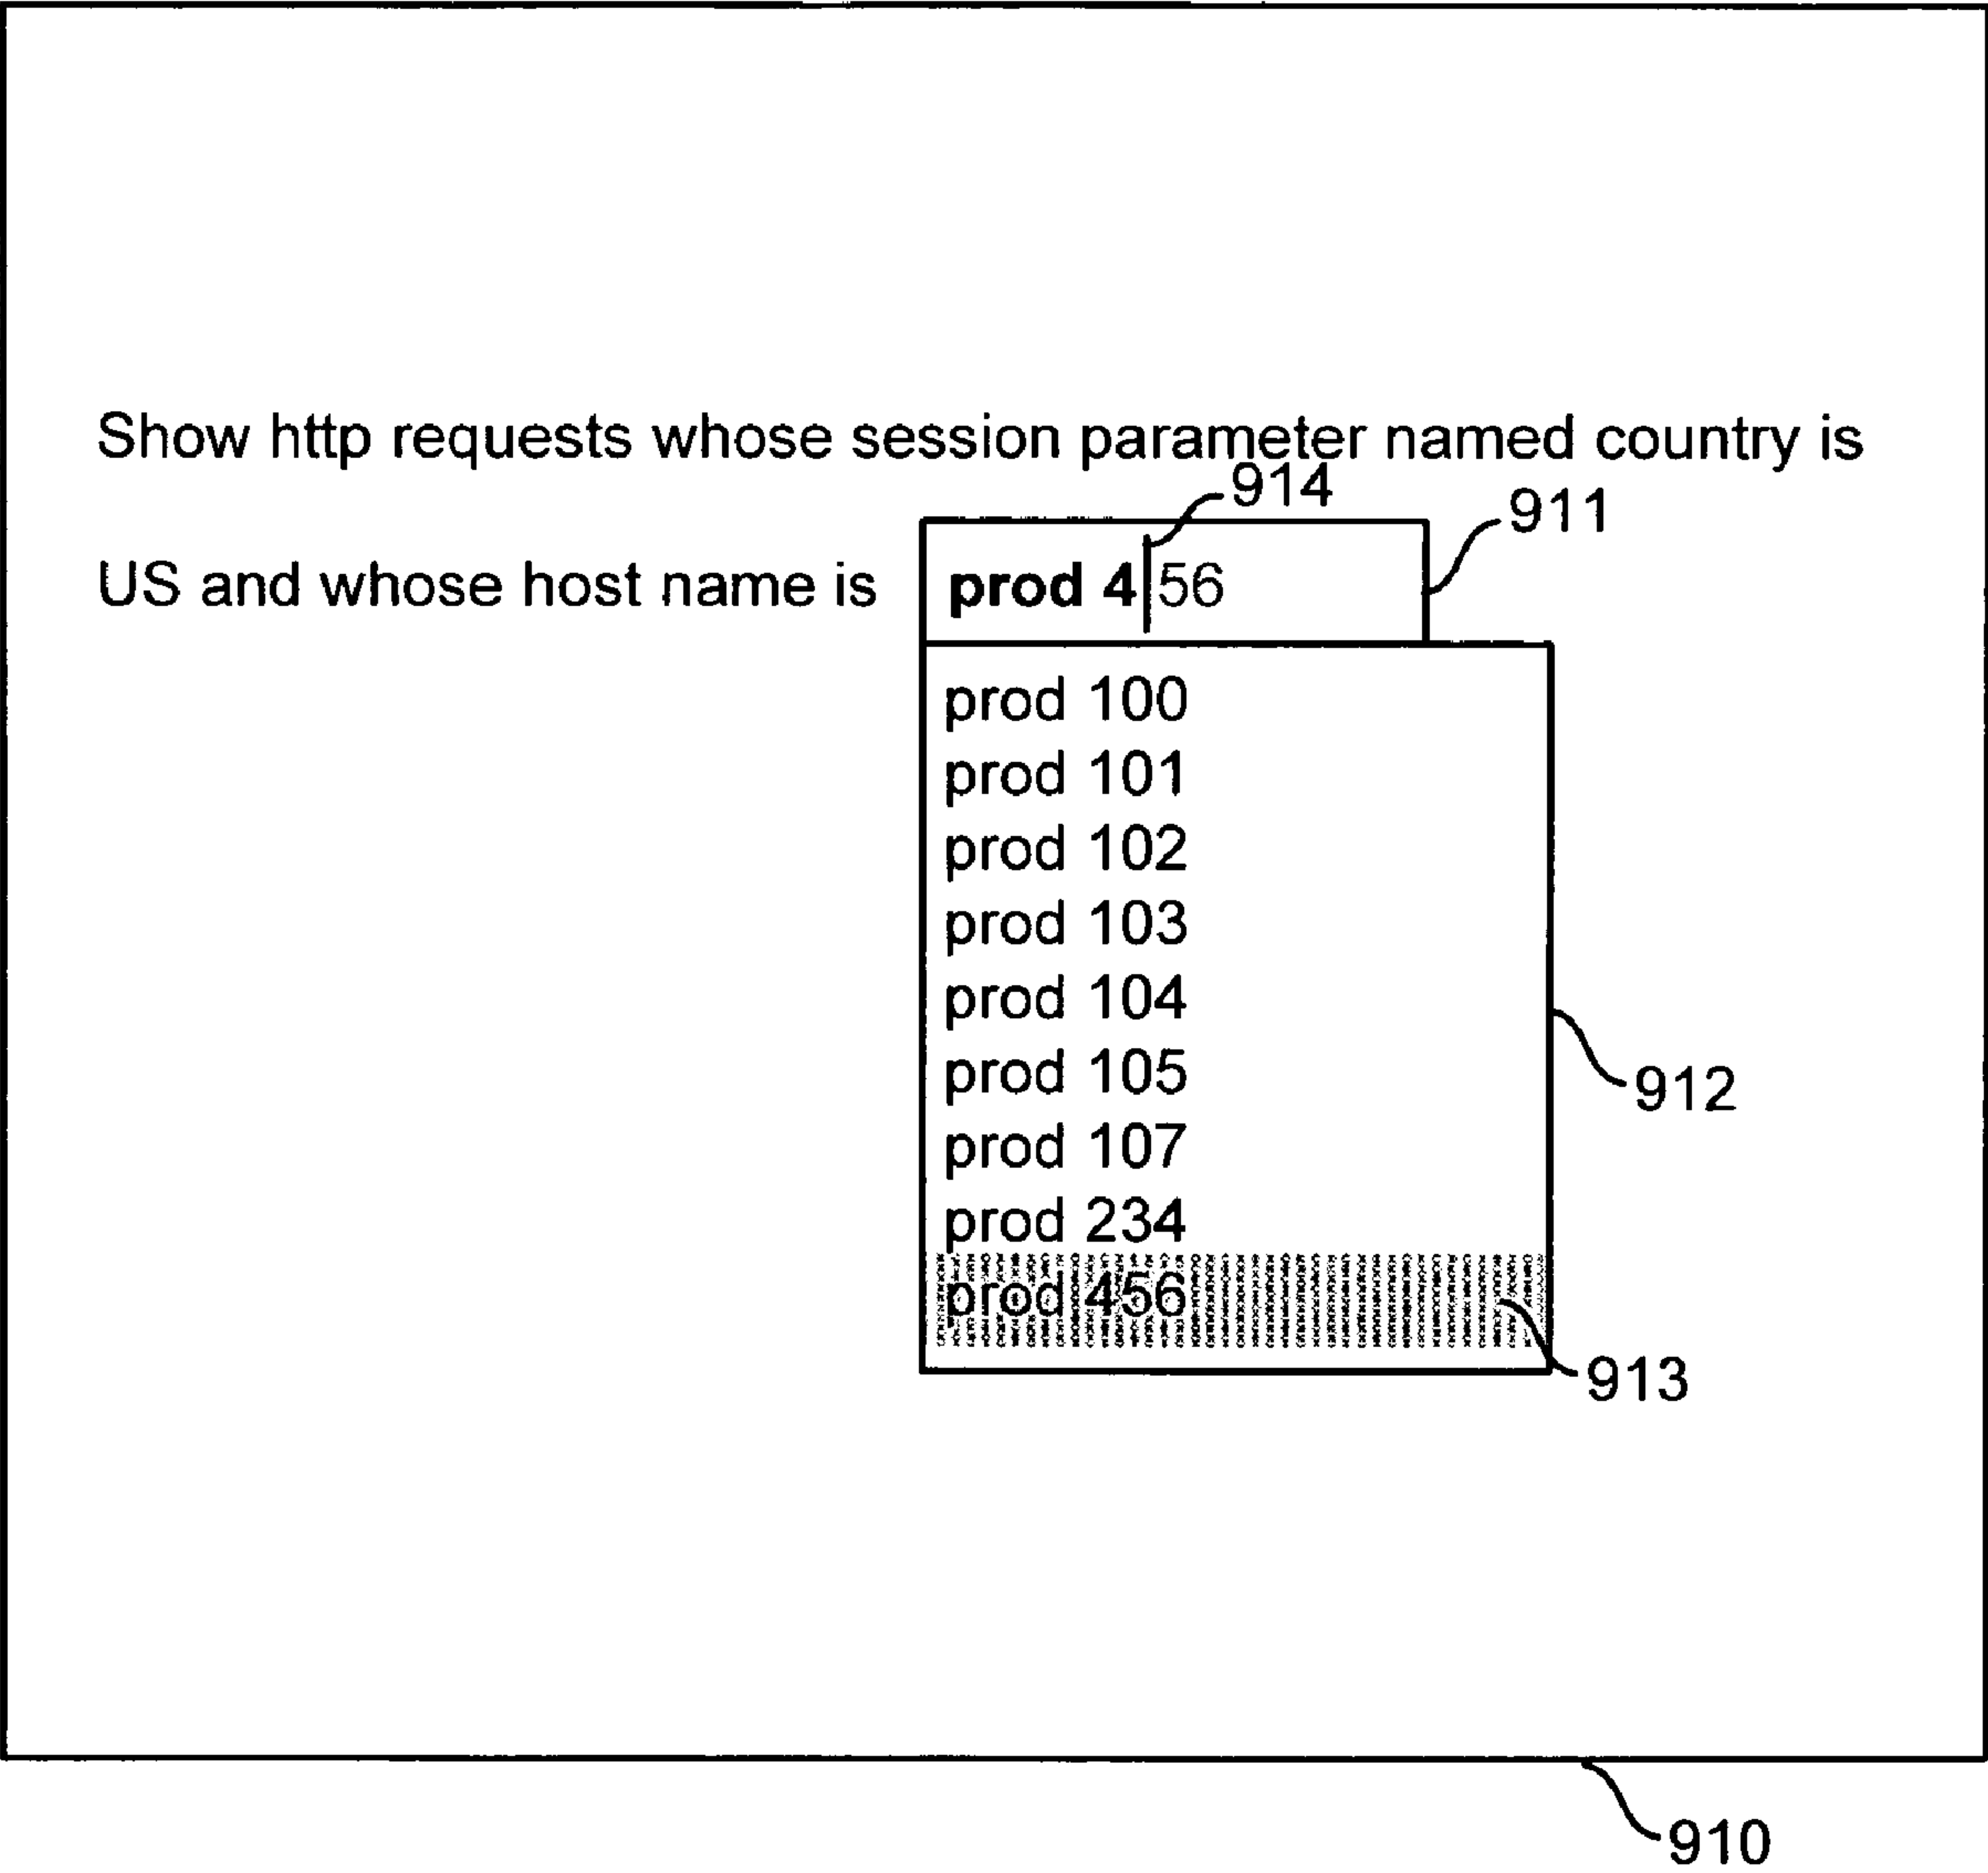 Show http requests whose session parameter named country is
914
911
US and whose host name is prod 456
prod 100
prod 101
prod 102
prod 103
prod 104
prod 105
912
prod 107
prod 234
prod 456
913
910